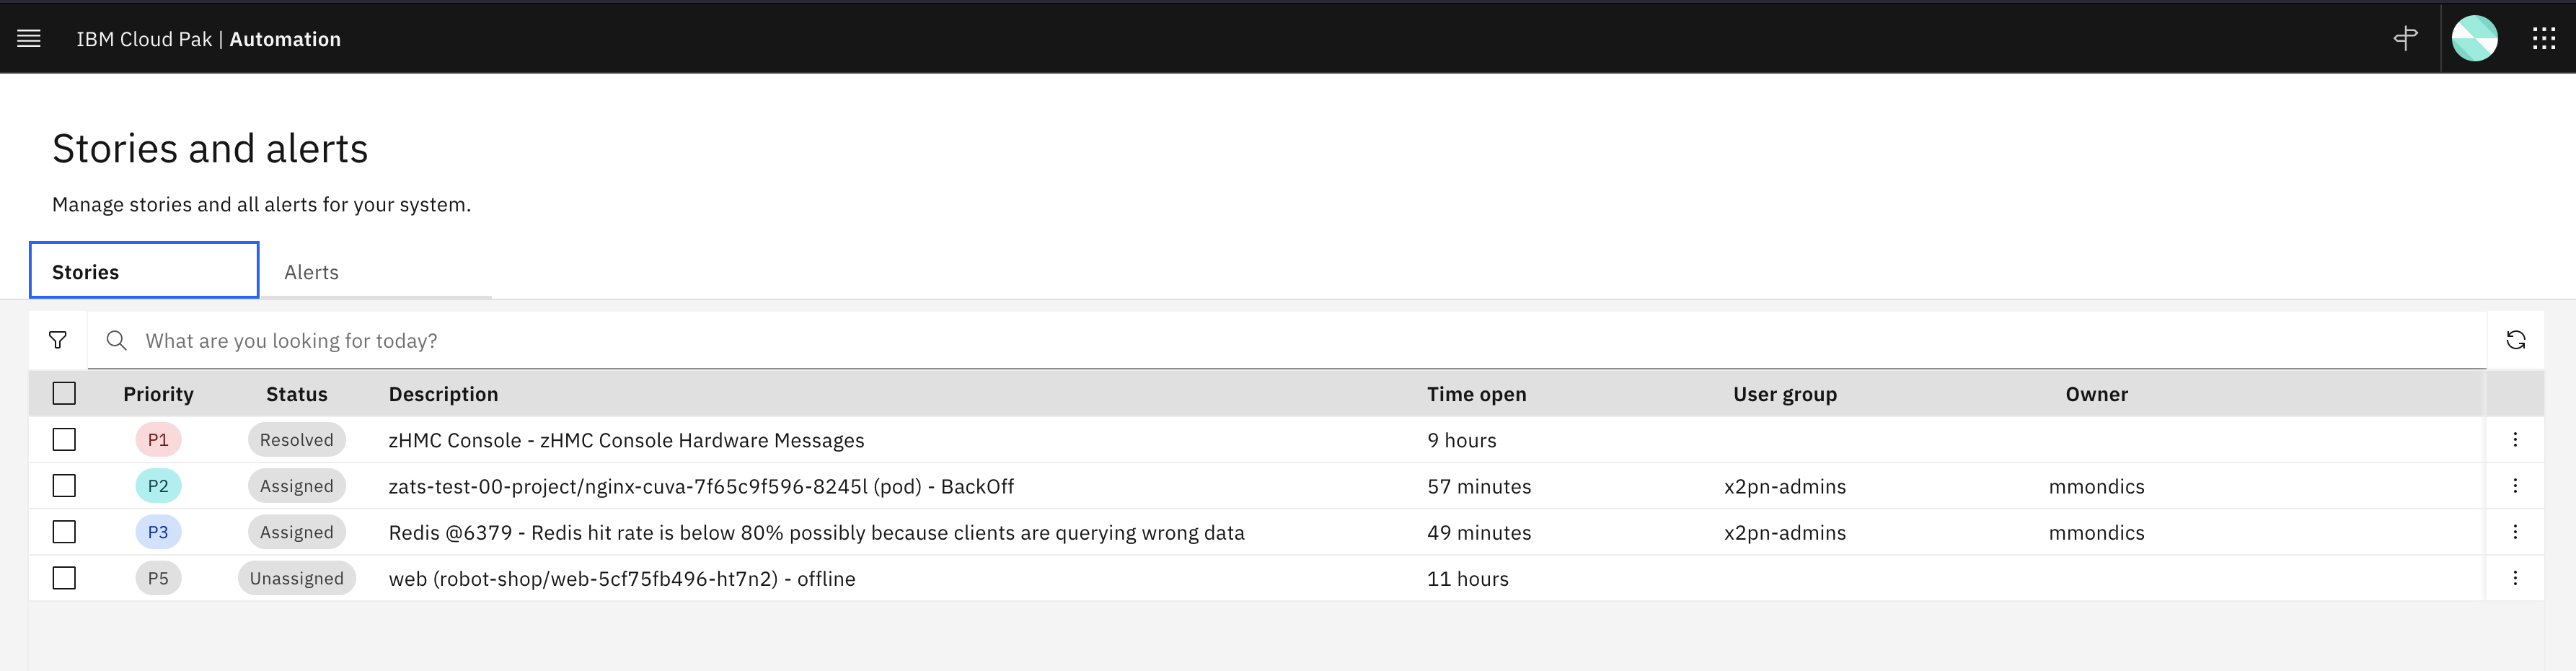 IBM Cloud Pak | Automation
Stories and alerts
Manage stories and all alerts for your system.
Stories Alerts
What are you looking for today?
Priority Status Description Time open User group Owner
P1 Resolved zHMC Console - zHMC Console Hardware Messages 9 hours
P2 Assigned zats-test-00-project/nginx-cuva-7f65c9f596-8245l (pod) - BackOff 57 minutes x2pn-admins mmondics
P3 Assigned Redis @6379 - Redis hit rate is below 80% possibly because clients are querying wrong data 49 minutes x2pn-admins mmondics
P5 Unassigned web (robot-shop/web-5cf75fb496-ht7n2) - offline 11 hours